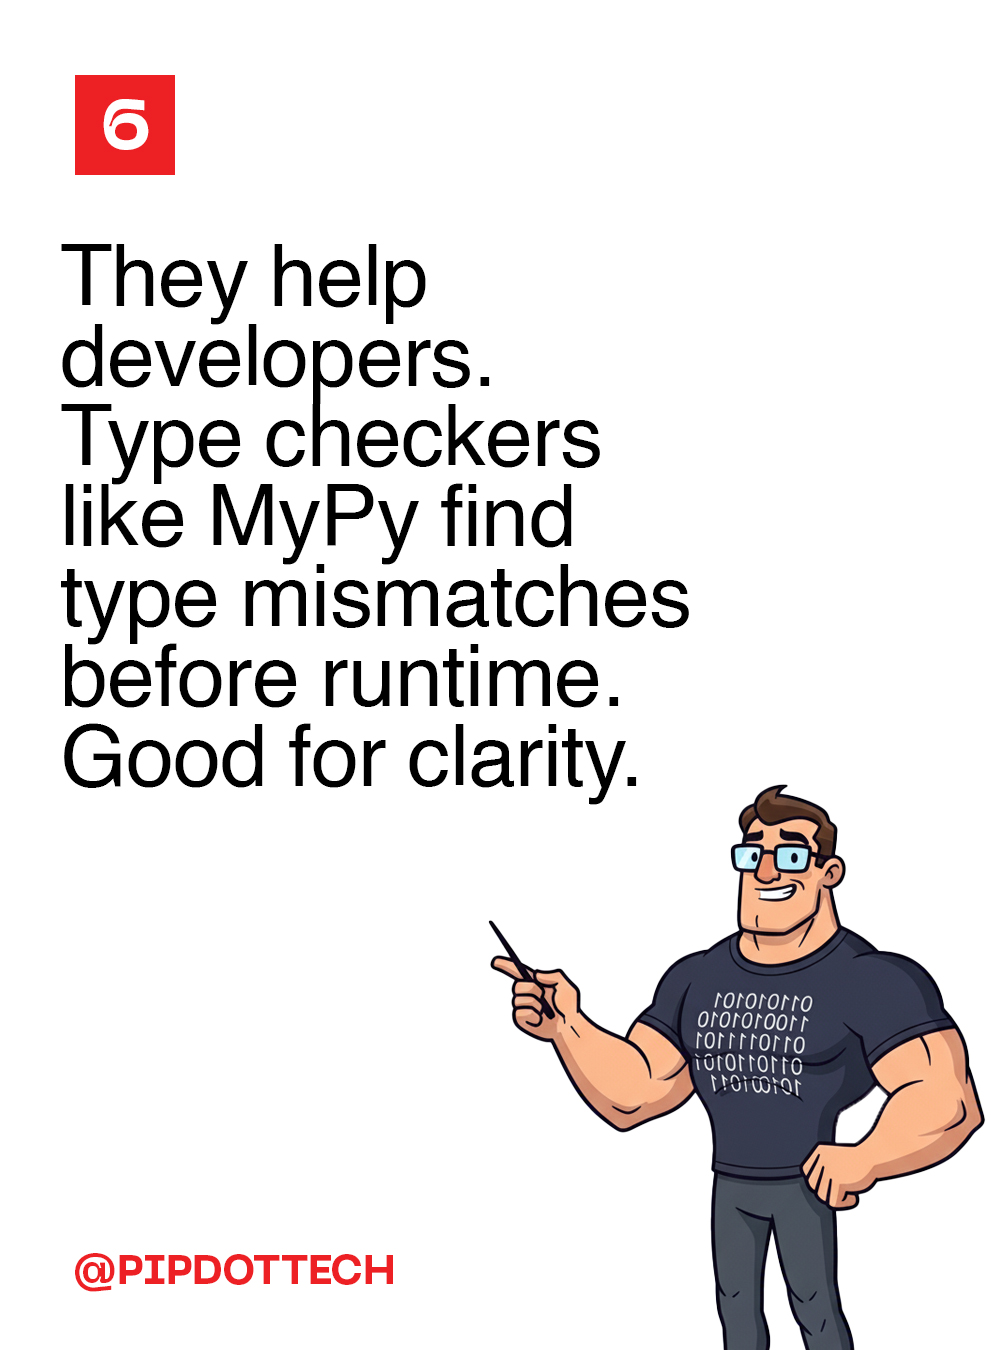 6
They help
developers.
Type checkers
like MyPy find
type mismatches
before runtime.
Good for clarity.
@PIPDOTTECH